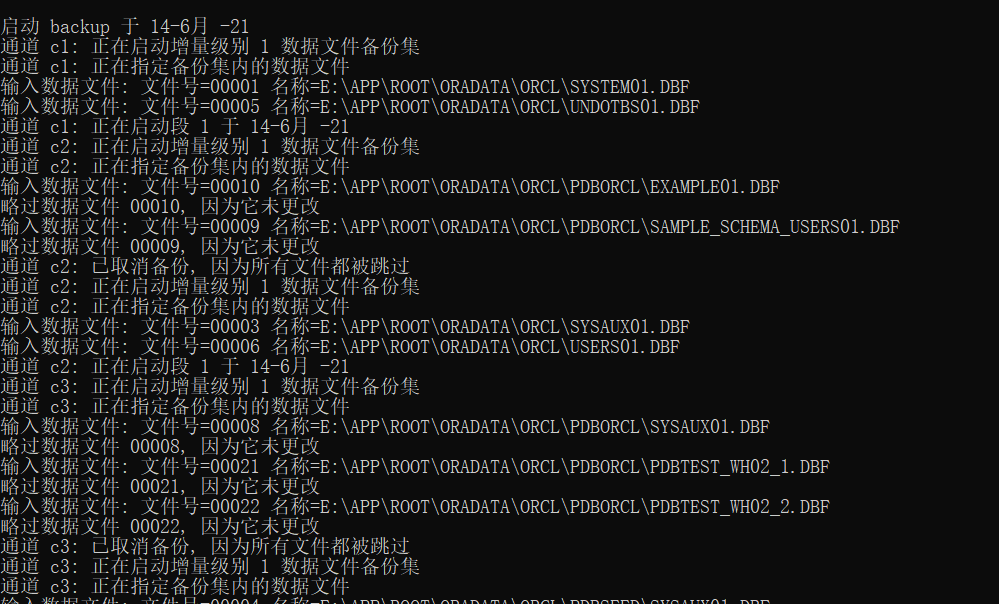 启动 backup 于 14-6月 -21
通道 c1: 正在启动增量级别 1 数据文件备份集
通道 c1: 正在指定备份集内的数据文件
输入数据文件: 文件号=00001 名称=E:\APP\ROOT\ORADATA\ORCL\SYSTEM01.DBF
输入数据文件: 文件号=00005 名称=E:\APP\ROOT\ORADATA\ORCL\UNDOTBS01.DBF
通道 c1: 正在启动段 1 于 14-6月 -21
通道 c2: 正在启动增量级别 1 数据文件备份集
通道 c2: 正在指定备份集内的数据文件
输入数据文件: 文件号=00010 名称=E:\APP\ROOT\ORADATA\ORCL\PDBORCL\EXAMPLE01.DBF
略过数据文件 00010, 因为它未更改
输入数据文件: 文件号=00009 名称=E:\APP\ROOT\ORADATA\ORCL\PDBORCL\SAMPLE_SCHEMA_USERS01.DBF
略过数据文件 00009, 因为它未更改
通道 c2: 已取消备份, 因为所有文件都被跳过
通道 c2: 正在启动增量级别 1 数据文件备份集
通道 c2: 正在指定备份集内的数据文件
输入数据文件: 文件号=00003 名称=E:\APP\ROOT\ORADATA\ORCL\SYSAUX01.DBF
输入数据文件: 文件号=00006 名称=E:\APP\ROOT\ORADATA\ORCL\USERS01.DBF
通道 c2: 正在启动段 1 于 14-6月 -21
通道 c3: 正在启动增量级别 1 数据文件备份集
通道 c3: 正在指定备份集内的数据文件
输入数据文件: 文件号=00008 名称=E:\APP\ROOT\ORADATA\ORCL\PDBORCL\SYSAUX01.DBF
略过数据文件 00008, 因为它未更改
输入数据文件: 文件号=00021 名称=E:\APP\ROOT\ORADATA\ORCL\PDBORCL\PDBTEST_WH02_1.DBF
略过数据文件 00021, 因为它未更改
输入数据文件: 文件号=00022 名称=E:\APP\ROOT\ORADATA\ORCL\PDBORCL\PDBTEST_WH02_2.DBF
略过数据文件 00022, 因为它未更改
通道 c3: 已取消备份, 因为所有文件都被跳过
通道 c3: 正在启动增量级别 1 数据文件备份集
通道 c3: 正在指定备份集内的数据文件
输入数据文件: 文件号=00004 名称=E:\APP\ROOT\ORADATA\ORCL\PDBSEED\SYSAUX01.DBF